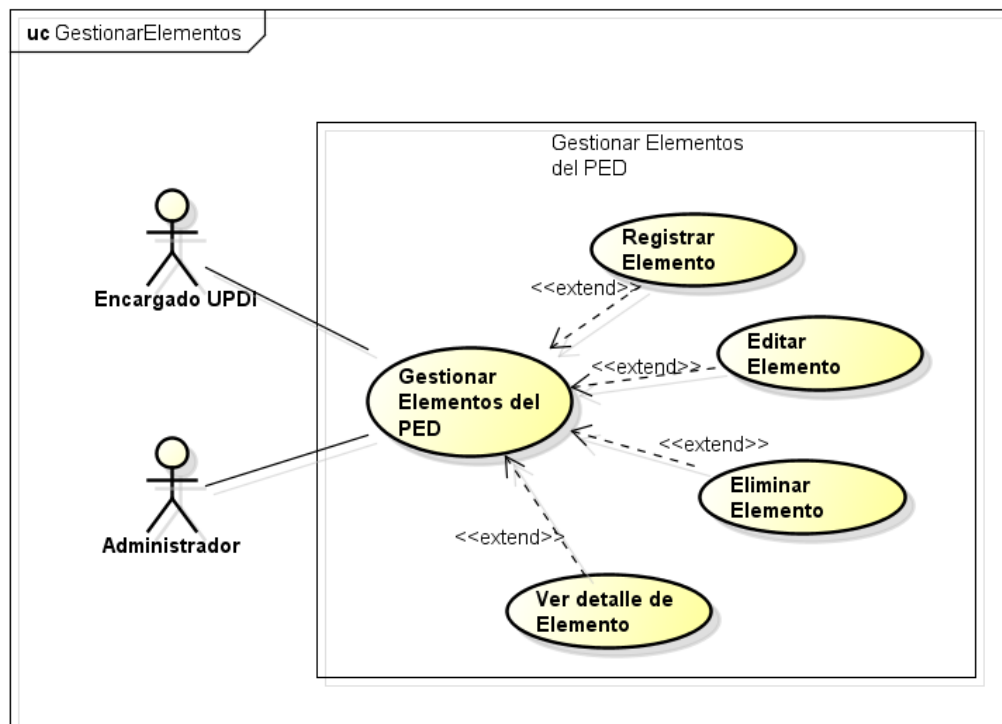 uc GestionarElementos
Gestionar Elementos
del PED
Registrar
Elemento
<<extend>>
Encargado UPDI
Editar
Elemento
<<extend>>
Gestionar
Elementos del
PED
<<extend>>
Eliminar
Elemento
Administrador
<<extend>>
Ver detalle de
Elemento